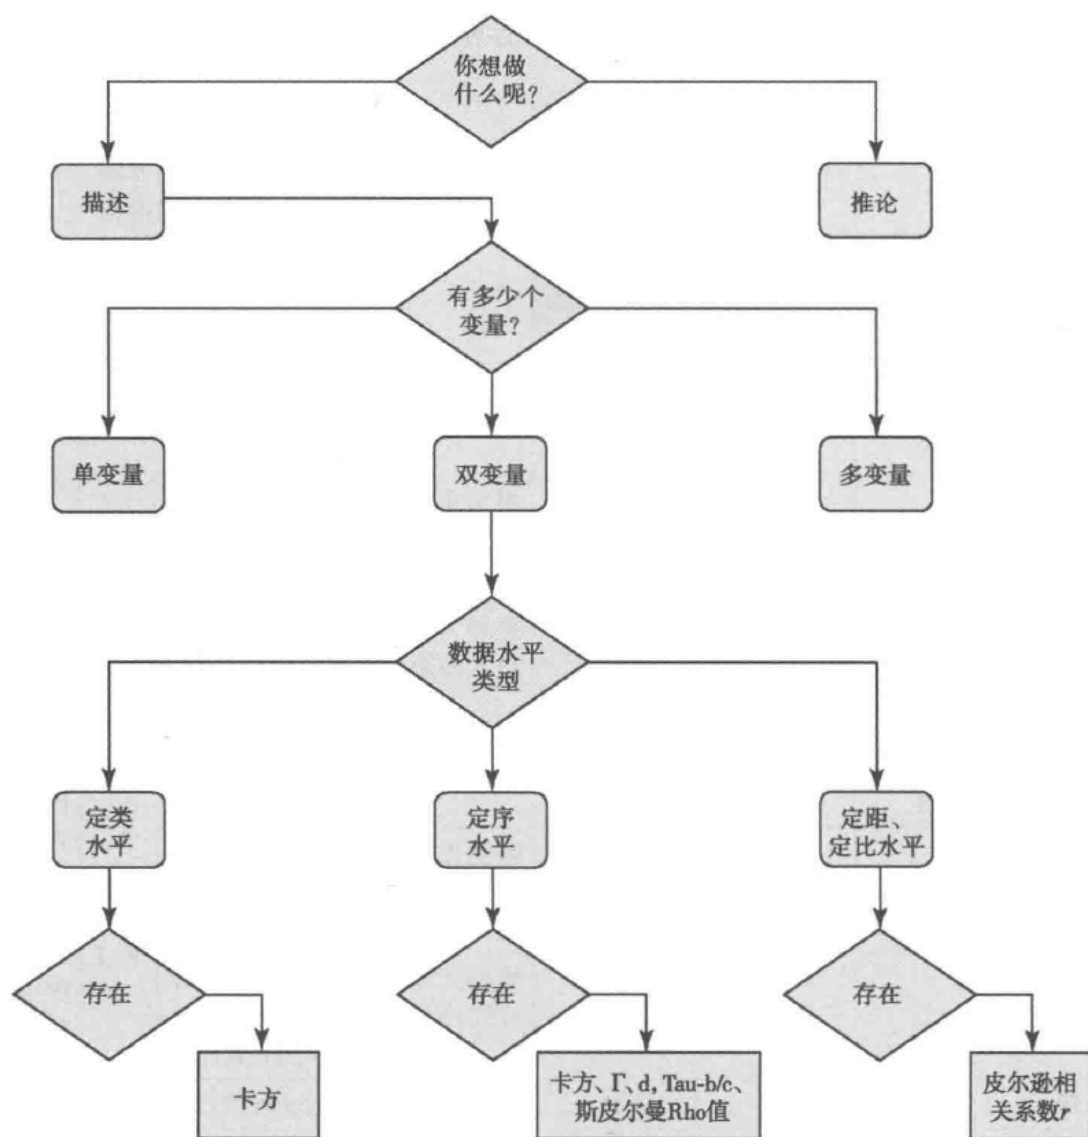 你想做
什么呢?
描述
推论
有多少个
变量?
单变量
双变量
多变量
数据水平
类型
定类
水平
定序
水平
定距、
定比水平
存在
存在
存在
卡方
卡方、Γ、d, Tau-b/c、
斯皮尔曼Rho值
皮尔逊相
关系数r